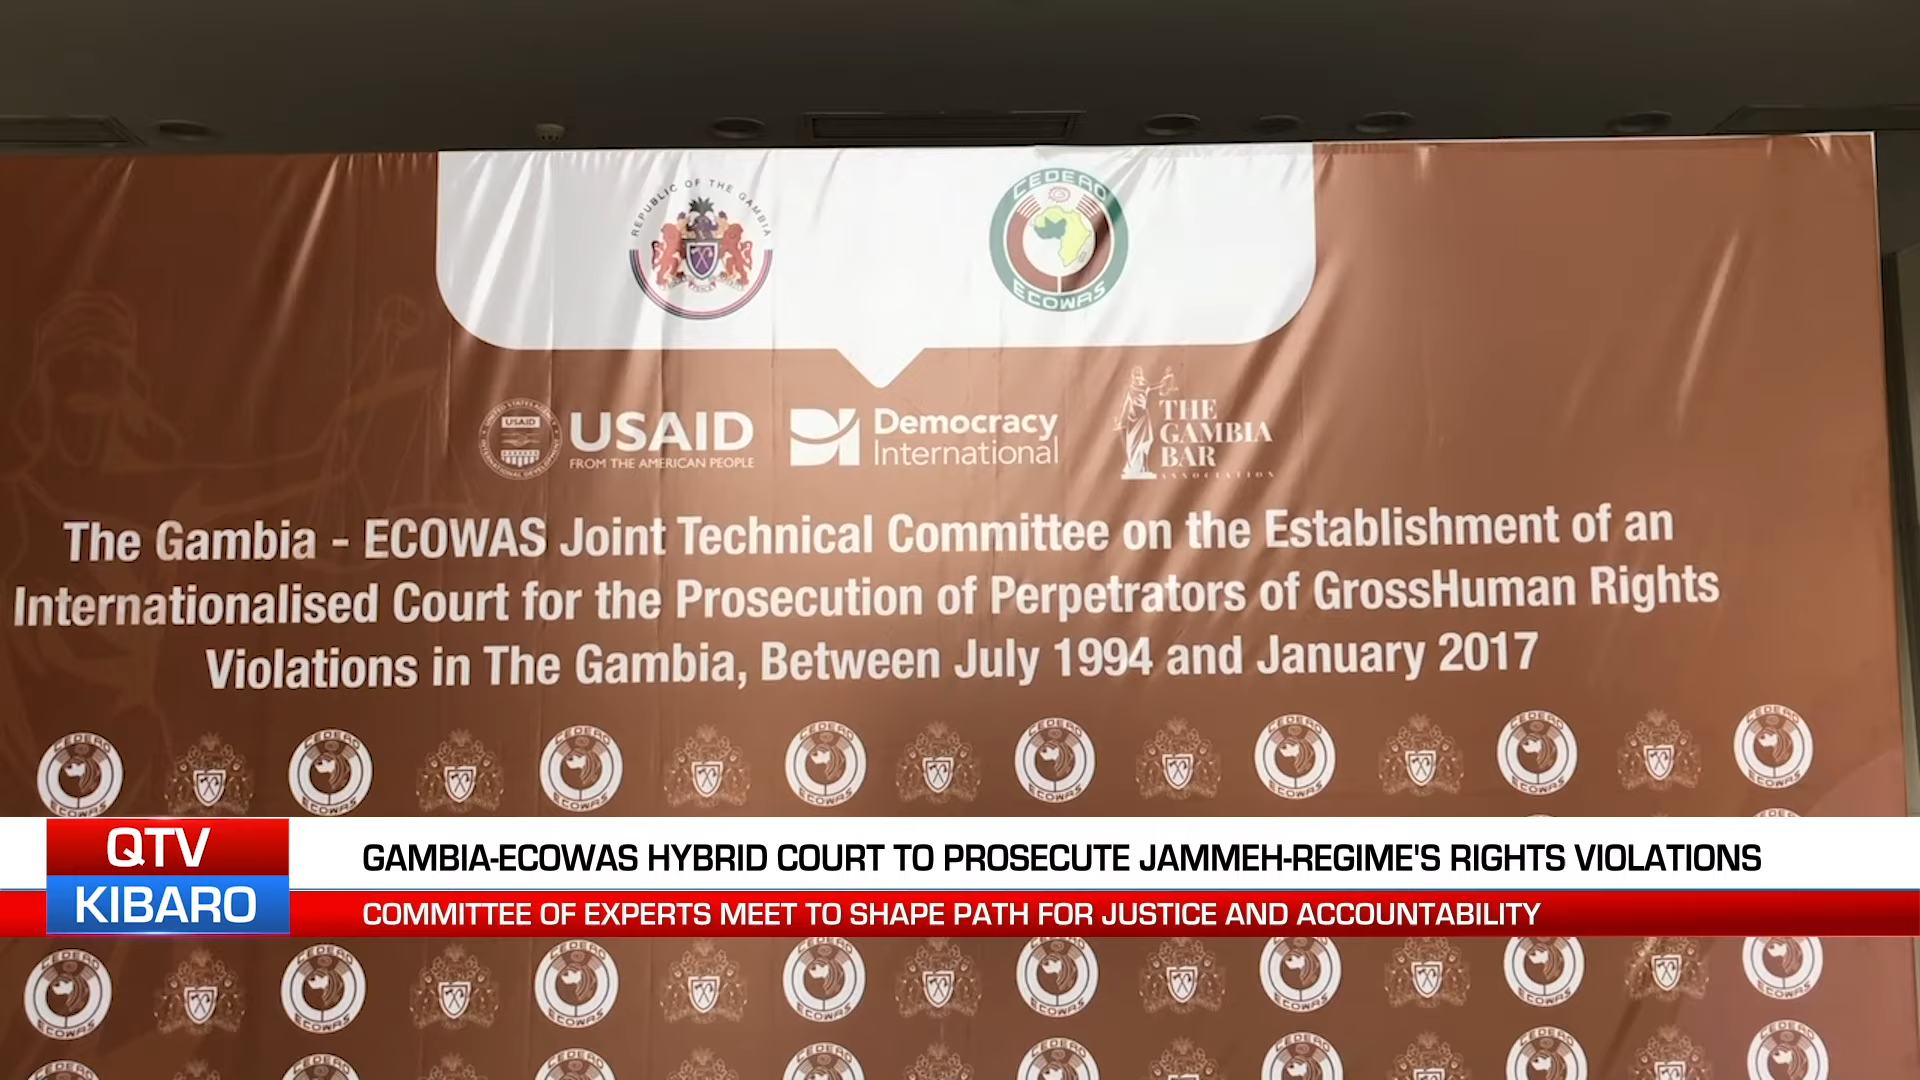 REPUBLIC OF THE GAMBIA
CEDEAO
ECOWAS
USAID
USAID
FROM THE AMERICAN PEOPLE
Democracy
International
THE
GAMBIA
BAR
ASSOCIATION
The Gambia - ECOWAS Joint Technical Committee on the Establishment of an
Internationalised Court for the Prosecution of Perpetrators of GrossHuman Rights
Violations in The Gambia, Between July 1994 and January 2017
QTV
KIBARO
GAMBIA-ECOWAS HYBRID COURT TO PROSECUTE JAMMEH-REGIME'S RIGHTS VIOLATIONS
COMMITTEE OF EXPERTS MEET TO SHAPE PATH FOR JUSTICE AND ACCOUNTABILITY